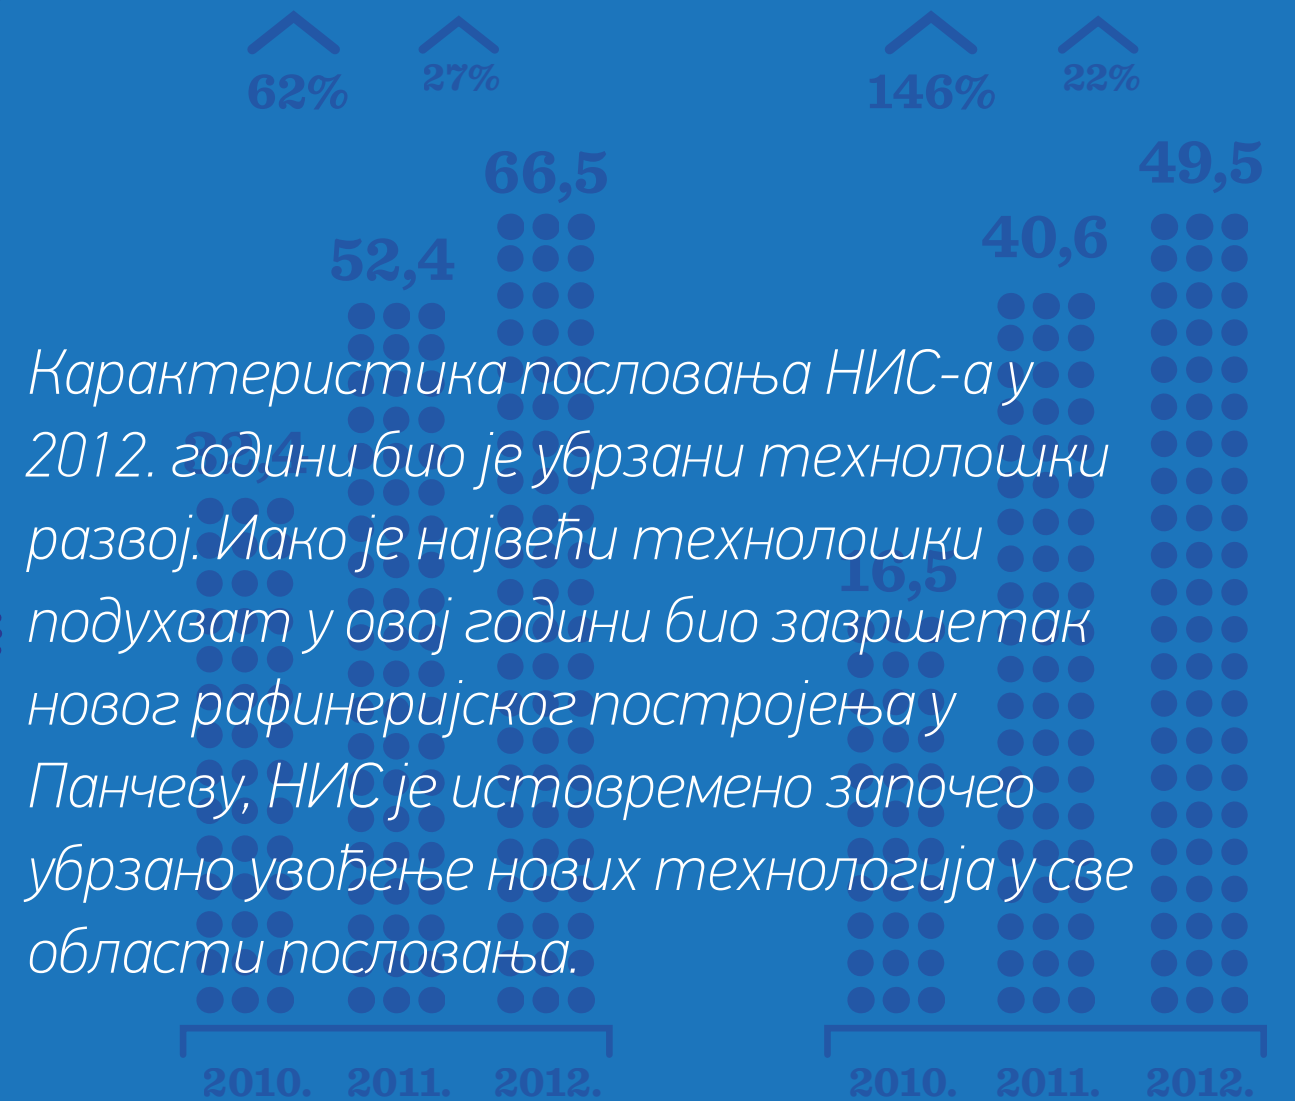 62% 27% 146% 22%
66,5 49,5
52,4 40,6
Карактеристика пословања НИС-а у
2012. години био је убрзани технолошки
развој. Иако је највећи технолошки
16,5
подухват у овој години био завршетак
новог рафинеријског постројења у
Панчеву, НИС је истовремено започео
убрзано увођење нових технологија у све
области пословања.
2010. 2011. 2012. 2010. 2011. 2012.